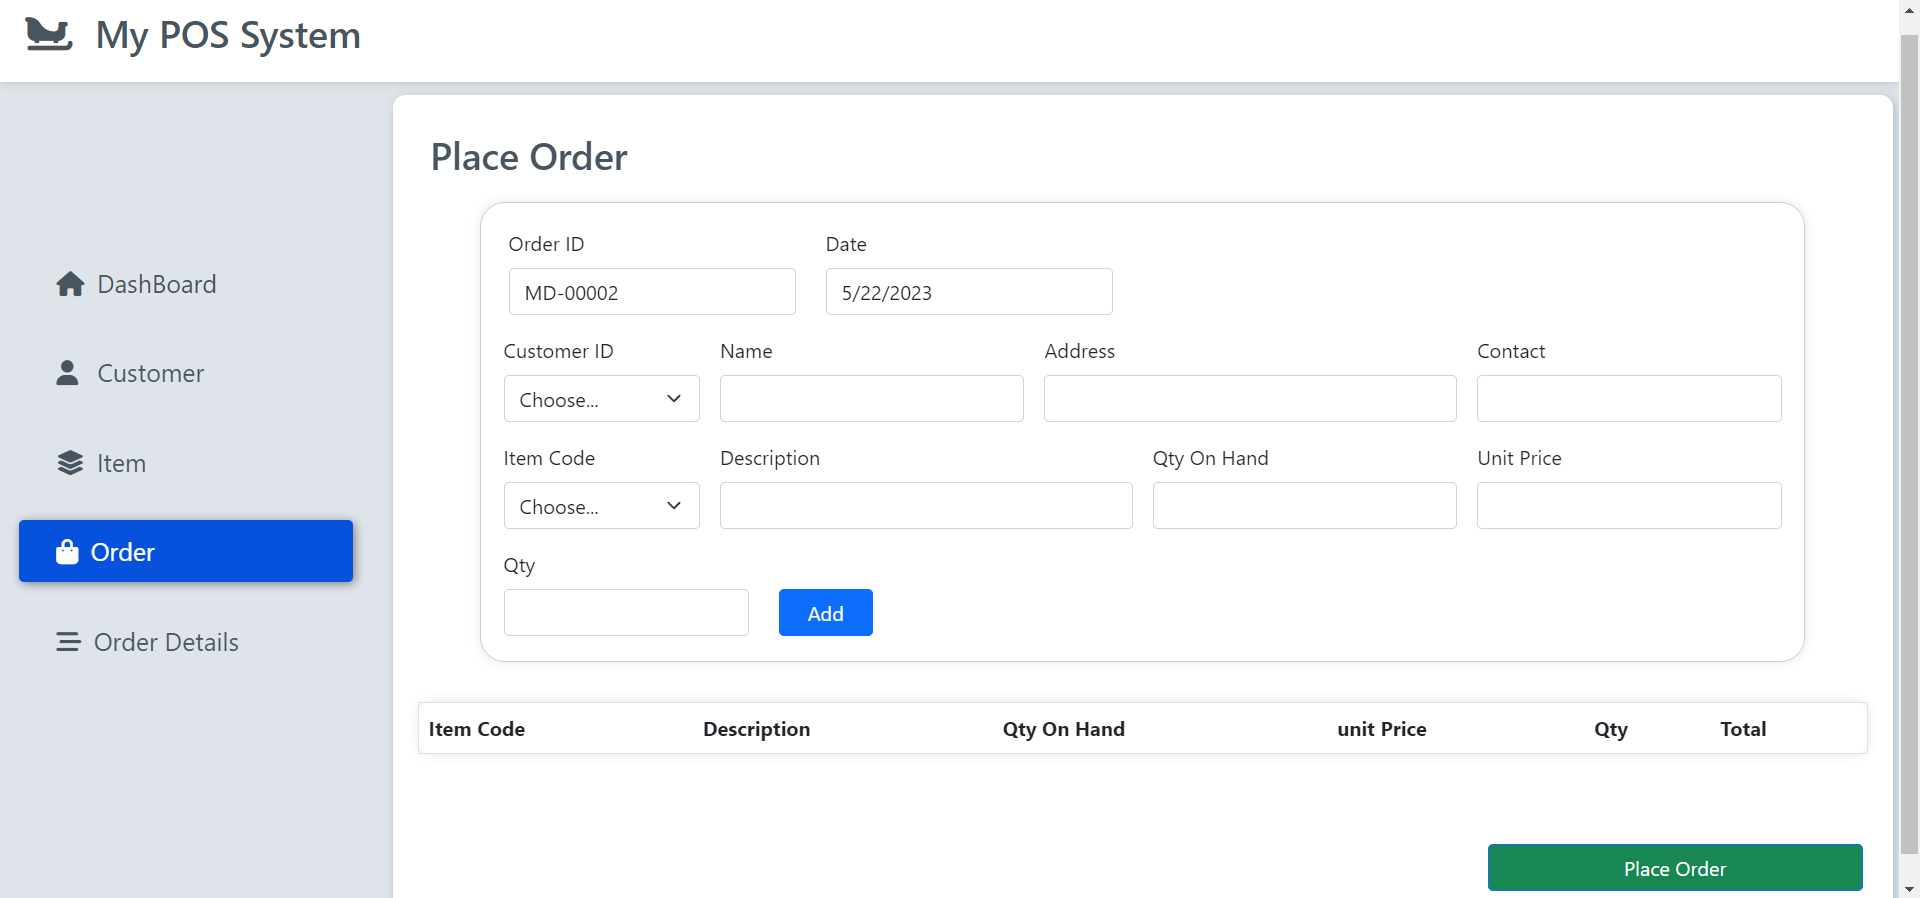 My POS System
DashBoard
Customer
Item
Order
Order Details
Place Order
Order ID Date
MD-00002 5/22/2023
Customer ID Name Address Contact
Choose...
Item Code Description Qty On Hand Unit Price
Choose...
Qty
Add
Item Code Description Qty On Hand unit Price Qty Total
Place Order